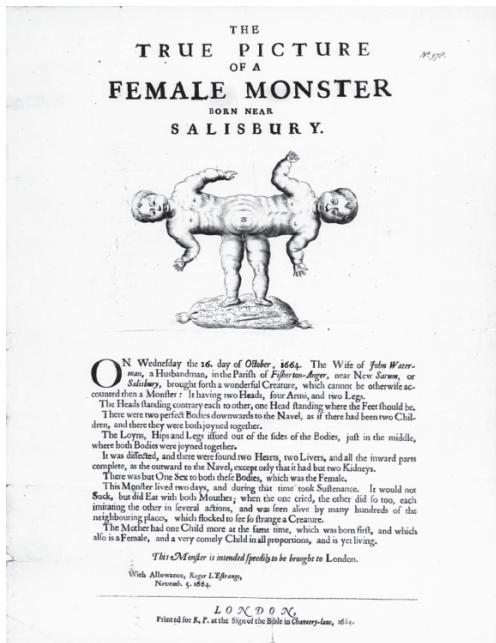 THE
TRUE PICTURE
OF A
FEMALE MONSTER
BORN NEAR
SALISBURY.
ON Wednesday the 26. day of October, 1664. The Wife of John Water-
man, a Husbandman, in the Parish of Fisherton-Anger, near New Sarum, or
Salisbury, brought forth a wonderful Creature, which cannot be otherwise ac-
counted then a Monster: It having two Heads, four Arms, and two Legs.
The Heads standing contrary each to other, one Head standing where the Feet should be.
There were two perfect Bodies downwards to the Navel, as if there had been two Chil-
dren, and there they were both joyned together.
The Loyns, Hips and Legs issued out of the sides of the Bodies, just in the middle,
where both Bodies were joyned together.
It was dissected, and there were found two Hearts, two Livers, and all the inward parts
complete, as the outward to the Navel, except only that it had but two Kidneys.
There was but One Sex to both these Bodies, which was the Female.
This Monster lived two days, and during that time took Sustenance. It would not
Suck, but did Eat with both Mouthes; when the one cried, the other did so too, each
imitating the other in several actions, and was seen alive by many hundreds of the
neighbouring places, which flocked to see so strange a Creature.
The Mother had one Child more at the same time, which was born first, and which
also is a Female, and a very comely Child in all proportions, and is yet living.
This Monster is intended speedily to be brought to London.
With Allowance, Roger L'Estrange,
Novemb. 5. 1664.
LONDON,
Printed for R. P. at the Sign of the Bible in Chancery-lane, 1664.